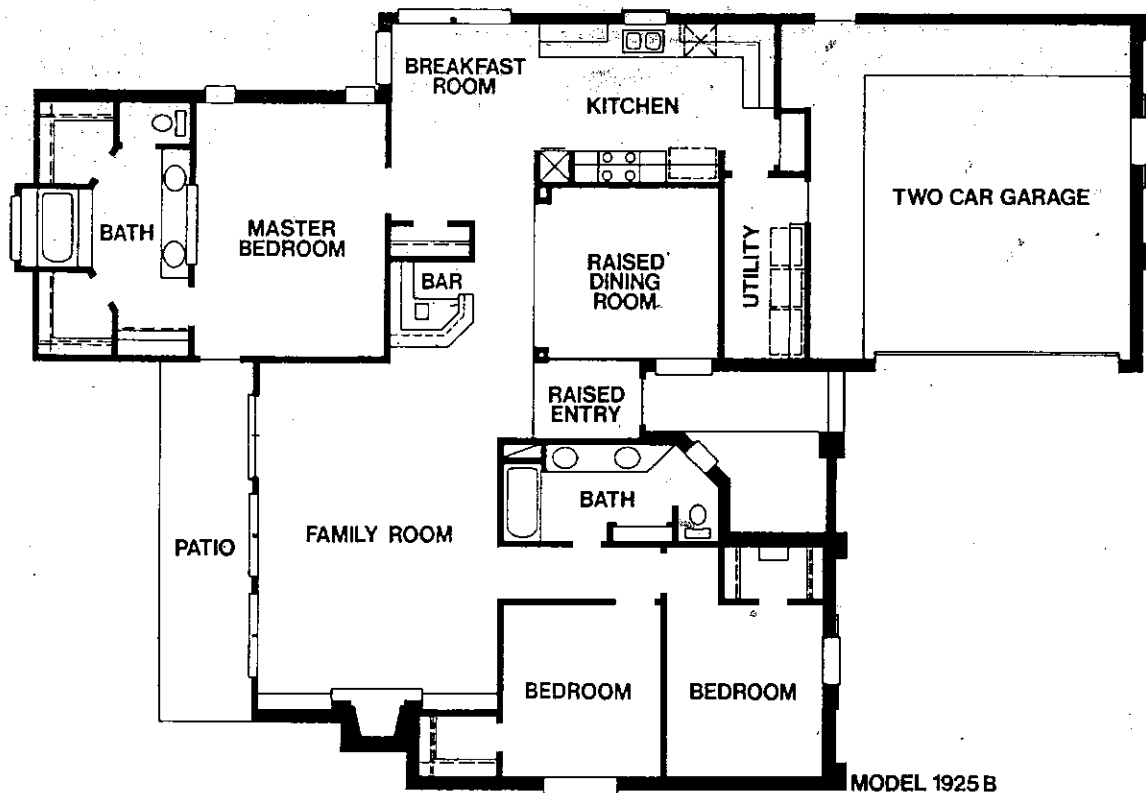 BREAKFAST
ROOM
KITCHEN
TWO CAR GARAGE
BATH
MASTER
BEDROOM
BAR
RAISED
DINING
ROOM
UTILITY
RAISED
ENTRY
BATH
PATIO
FAMILY ROOM
BEDROOM
BEDROOM
MODEL 1925 B